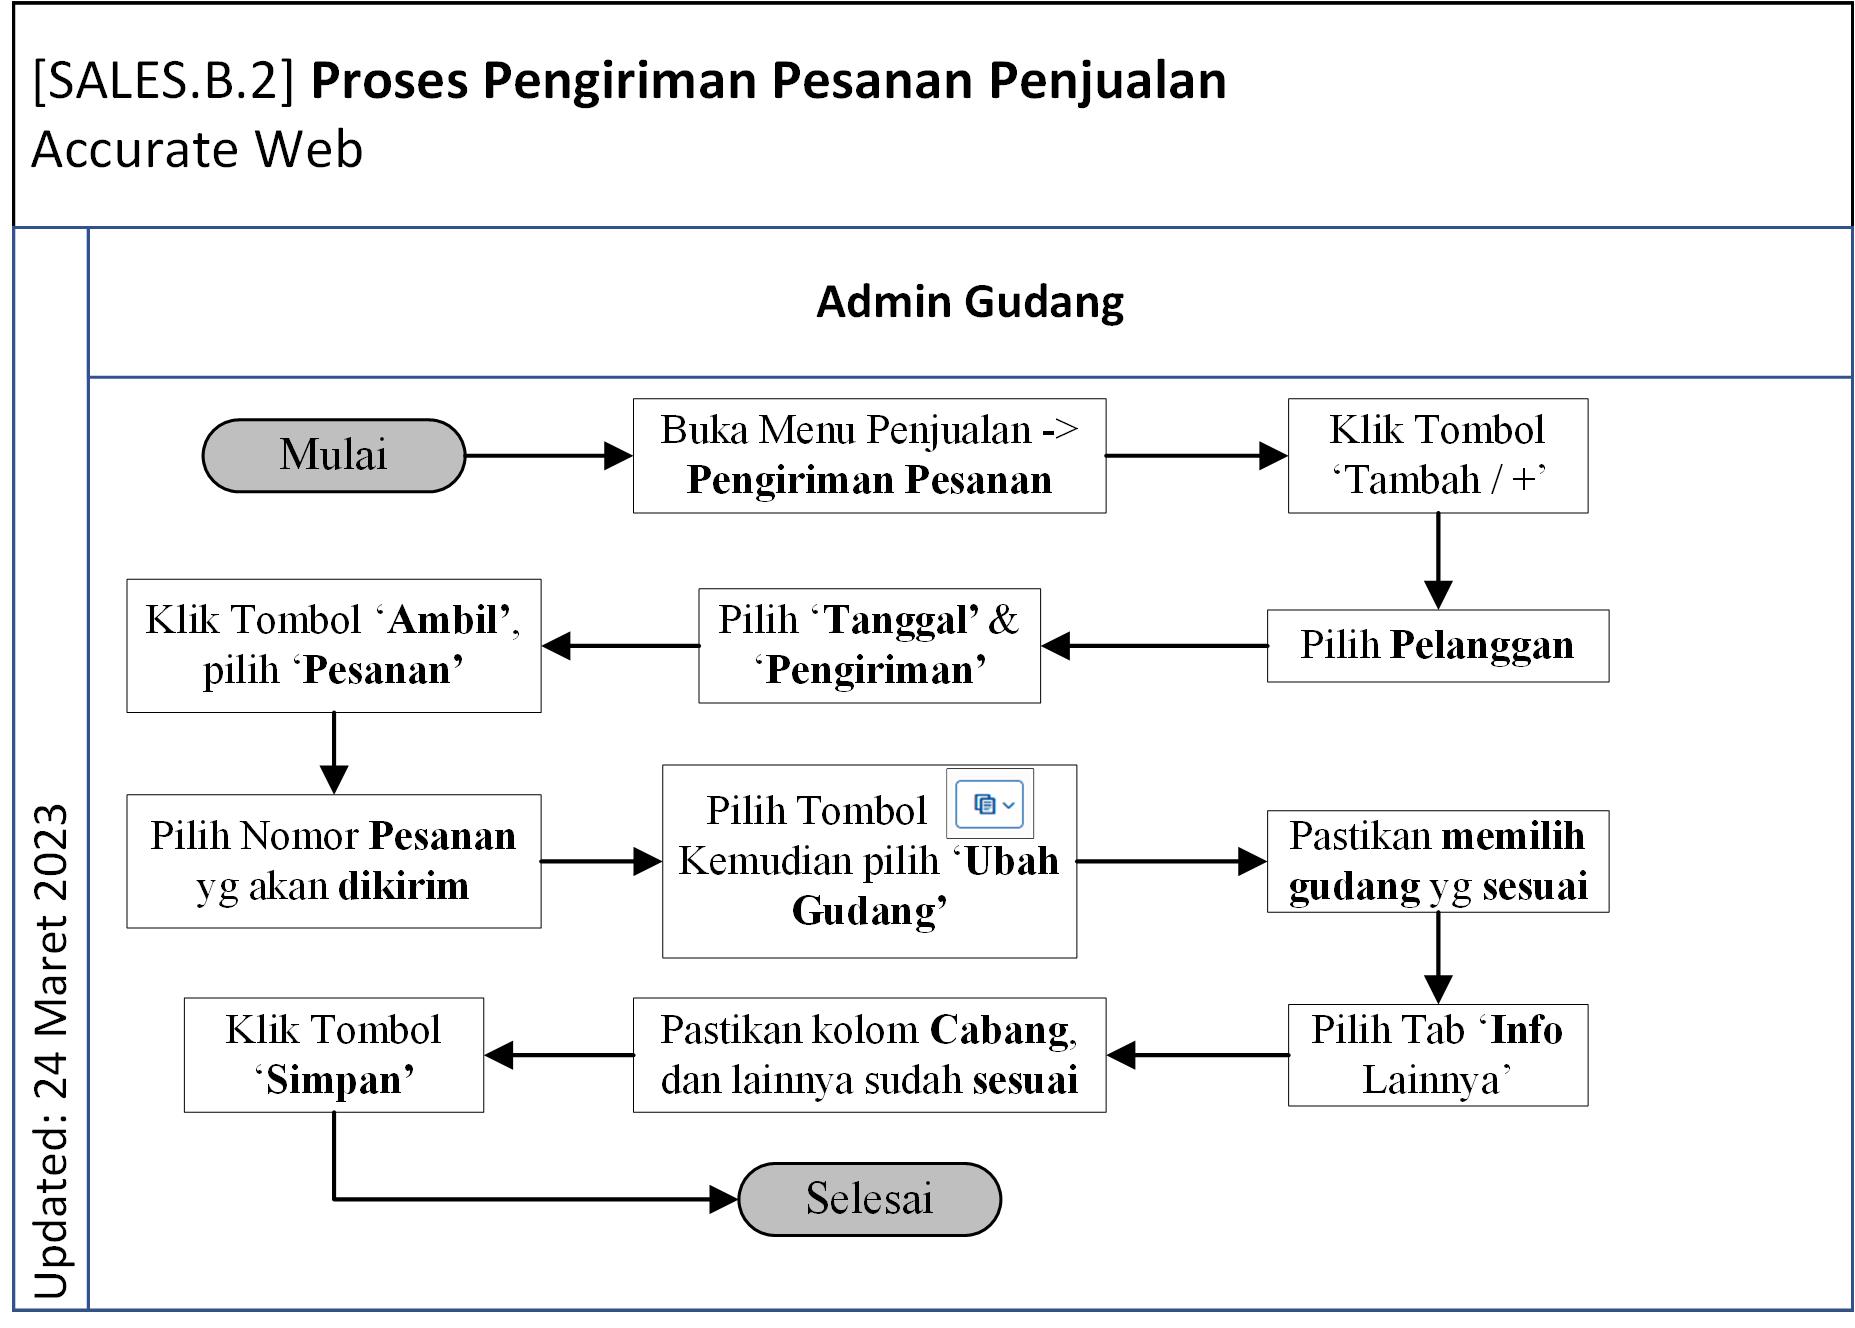 [SALES.B.2] Proses Pengiriman Pesanan Penjualan
Accurate Web
Updated: 24 Maret 2023
Admin Gudang
Mulai
Buka Menu Penjualan ->
Pengiriman Pesanan
Klik Tombol
‘Tambah / +’
Pilih Pelanggan
Pilih ‘Tanggal’ &
‘Pengiriman’
Klik Tombol ‘Ambil’,
pilih ‘Pesanan’
Pilih Nomor Pesanan
yg akan dikirim
Pilih Tombol
Kemudian pilih ‘Ubah
Gudang’
Pastikan memilih
gudang yg sesuai
Pilih Tab ‘Info
Lainnya’
Pastikan kolom Cabang,
dan lainnya sudah sesuai
Klik Tombol
‘Simpan’
Selesai